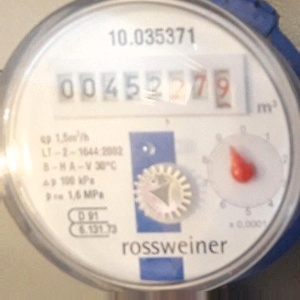 10.035371
00452279
m³
qp 1,5m³/h
LT - 2 - 1644:2002
B - H A - V 30°C
Δp 100 kPa
p max 1,6 MPa
x 0,0001
D 91
6.131.73
rossweiner